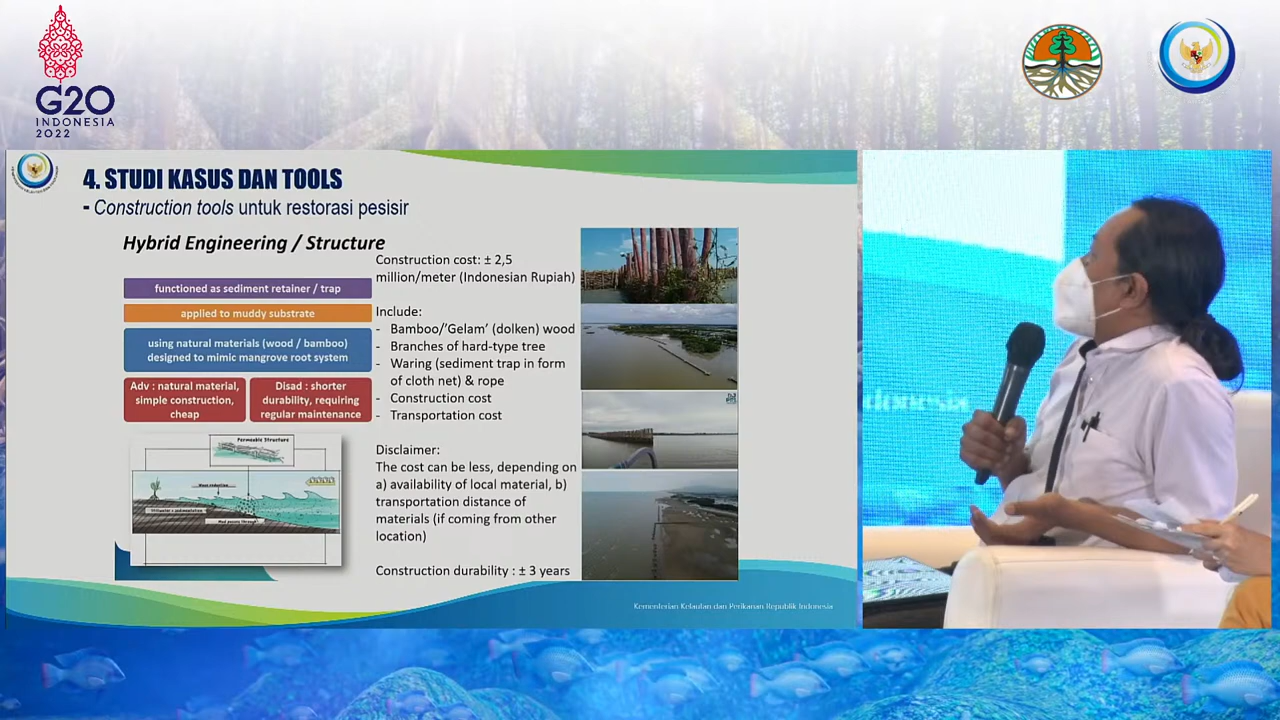 G20
INDONESIA
2022
4. STUDI KASUS DAN TOOLS
- Construction tools untuk restorasi pesisir
Hybrid Engineering / Structure
functioned as sediment retainer / trap
applied to muddy substrate
using natural materials (wood / bamboo)
designed to mimic mangrove root system
Adv : natural material,
simple construction,
cheap
Disad : shorter
durability, requiring
regular maintenance
Permeable Structure
Construction cost: ± 2,5
million/meter (Indonesian Rupiah)
Include:
- Bamboo/'Gelam' (dolken) wood
- Branches of hard-type tree
- Waring (sediment trap in form
of cloth net) & rope
- Construction cost
- Transportation cost
Disclaimer:
The cost can be less, depending on
a) availability of local material, b)
transportation distance of
materials (if coming from other
location)
Construction durability : ± 3 years
Kementerian Kelautan dan Perikanan Republik Indonesia